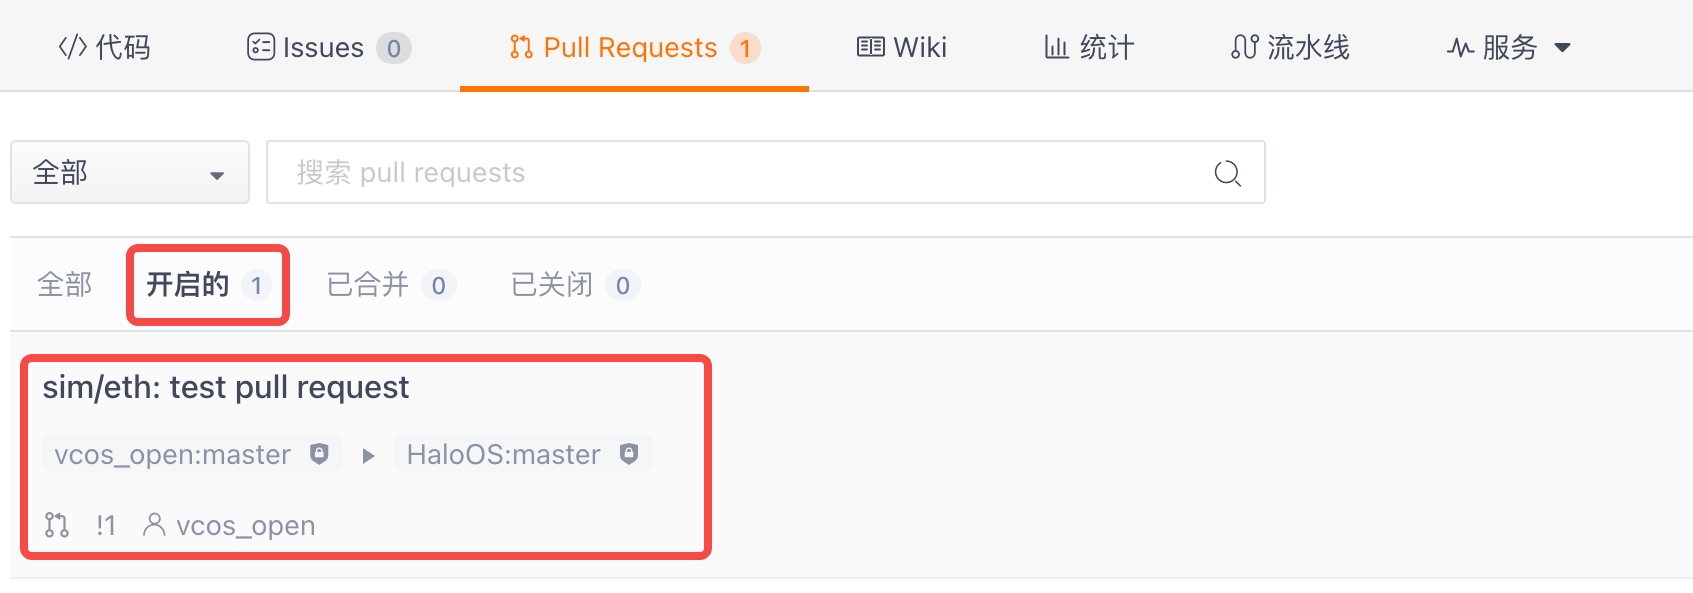 代码 Issues 0 Pull Requests 1 Wiki 统计 流水线 服务
全部 搜索 pull requests
全部 开启的 1 已合并 0 已关闭 0
sim/eth: test pull request
vcos_open:master HaloOS:master
!1 vcos_open